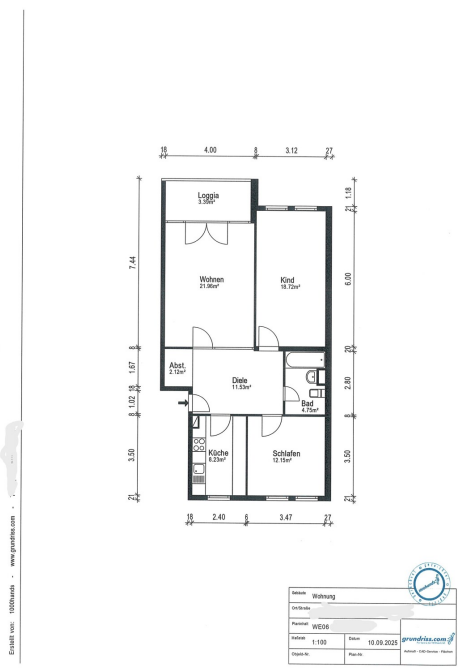 18 4.00 8 3.12 27
Loggia
3.39m²
1.18
21
7.44
Wohnen
21.96m²
Kind
18.72m²
6.00
8
20
Abst.
2.12m²
1.67
Diele
11.53m²
2.80
18
1.02
Bad
4.75m²
8
8
Küche
8.23m²
Schlafen
12.15m²
3.50
3.50
21
21
18 2.40 6 3.47 27
Erstellt von: 1000hands - www.grundriss.com -
Gebäude
Wohnung
Ort/Straße
Planinhalt
WE06
Maßstab
1:100
Datum
10.09.2025
Objekt-Nr.
Plan-Nr.
grundriss.com